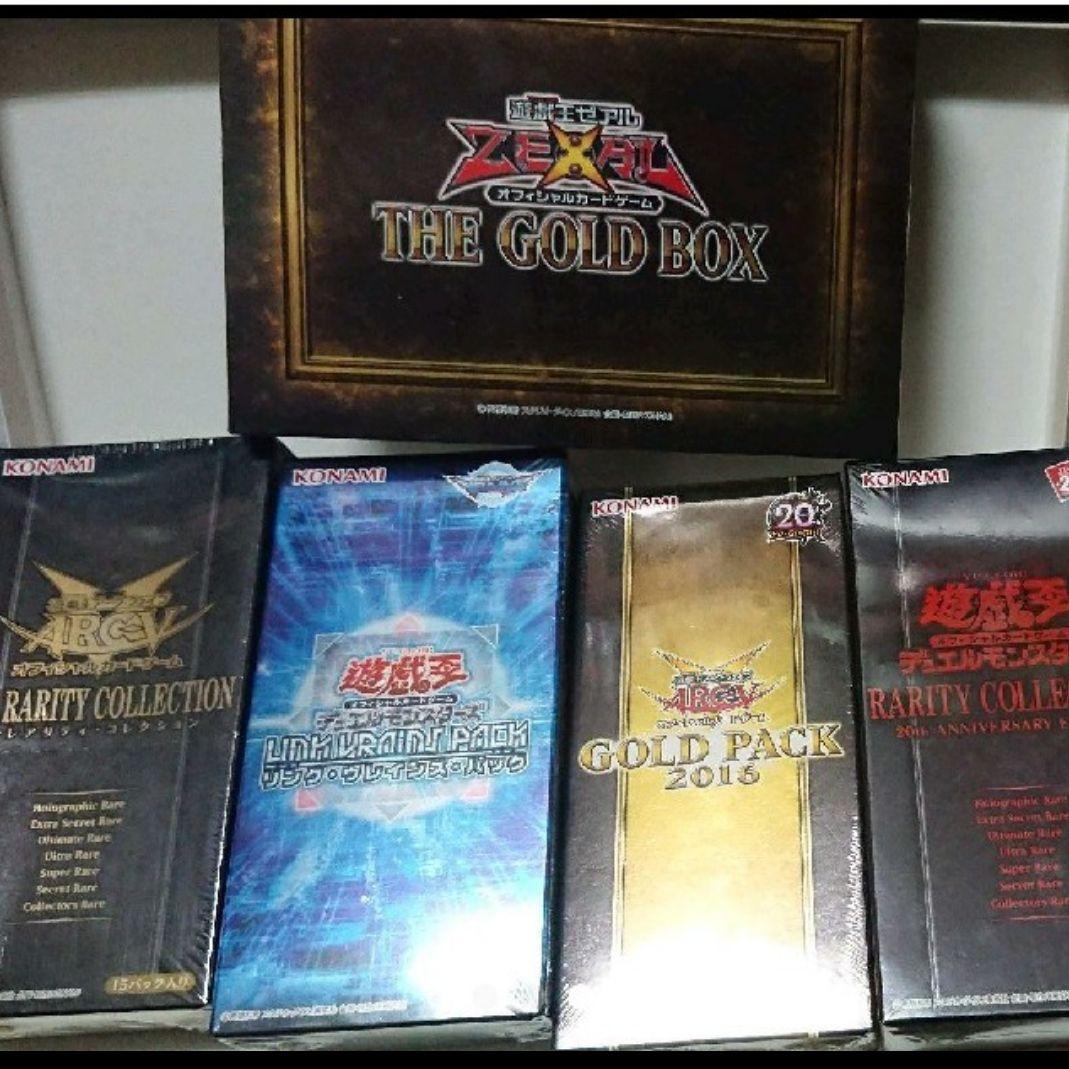 遊戯王ゼアル
ZEXAL
オフィシャルカードゲーム
THE GOLD BOX
KONAMI
ARC-V
オフィシャルカードゲーム
RARITY COLLECTION
レアリティ・コレクション
Holographic Rare
Extra Secret Rare
Ultimate Rare
Ultra Rare
Super Rare
Secret Rare
Collectors Rare
15パック入り
KONAMI
遊戯王
オフィシャルカードゲーム
デュエルモンスターズ
LINK VRAINS PACK
リンク・ヴレインズ・パック
KONAMI
20
ARC-V
GOLD PACK
2016
KONAMI
遊戯王
オフィシャルカードゲーム
デュエルモンスタ
RARITY COLLE
20th ANNIVERSARY
Holographic Rare
Extra Secret Rare
Ultimate Rare
Ultra Rare
Super Rare
Secret Rare
Collectors Rar